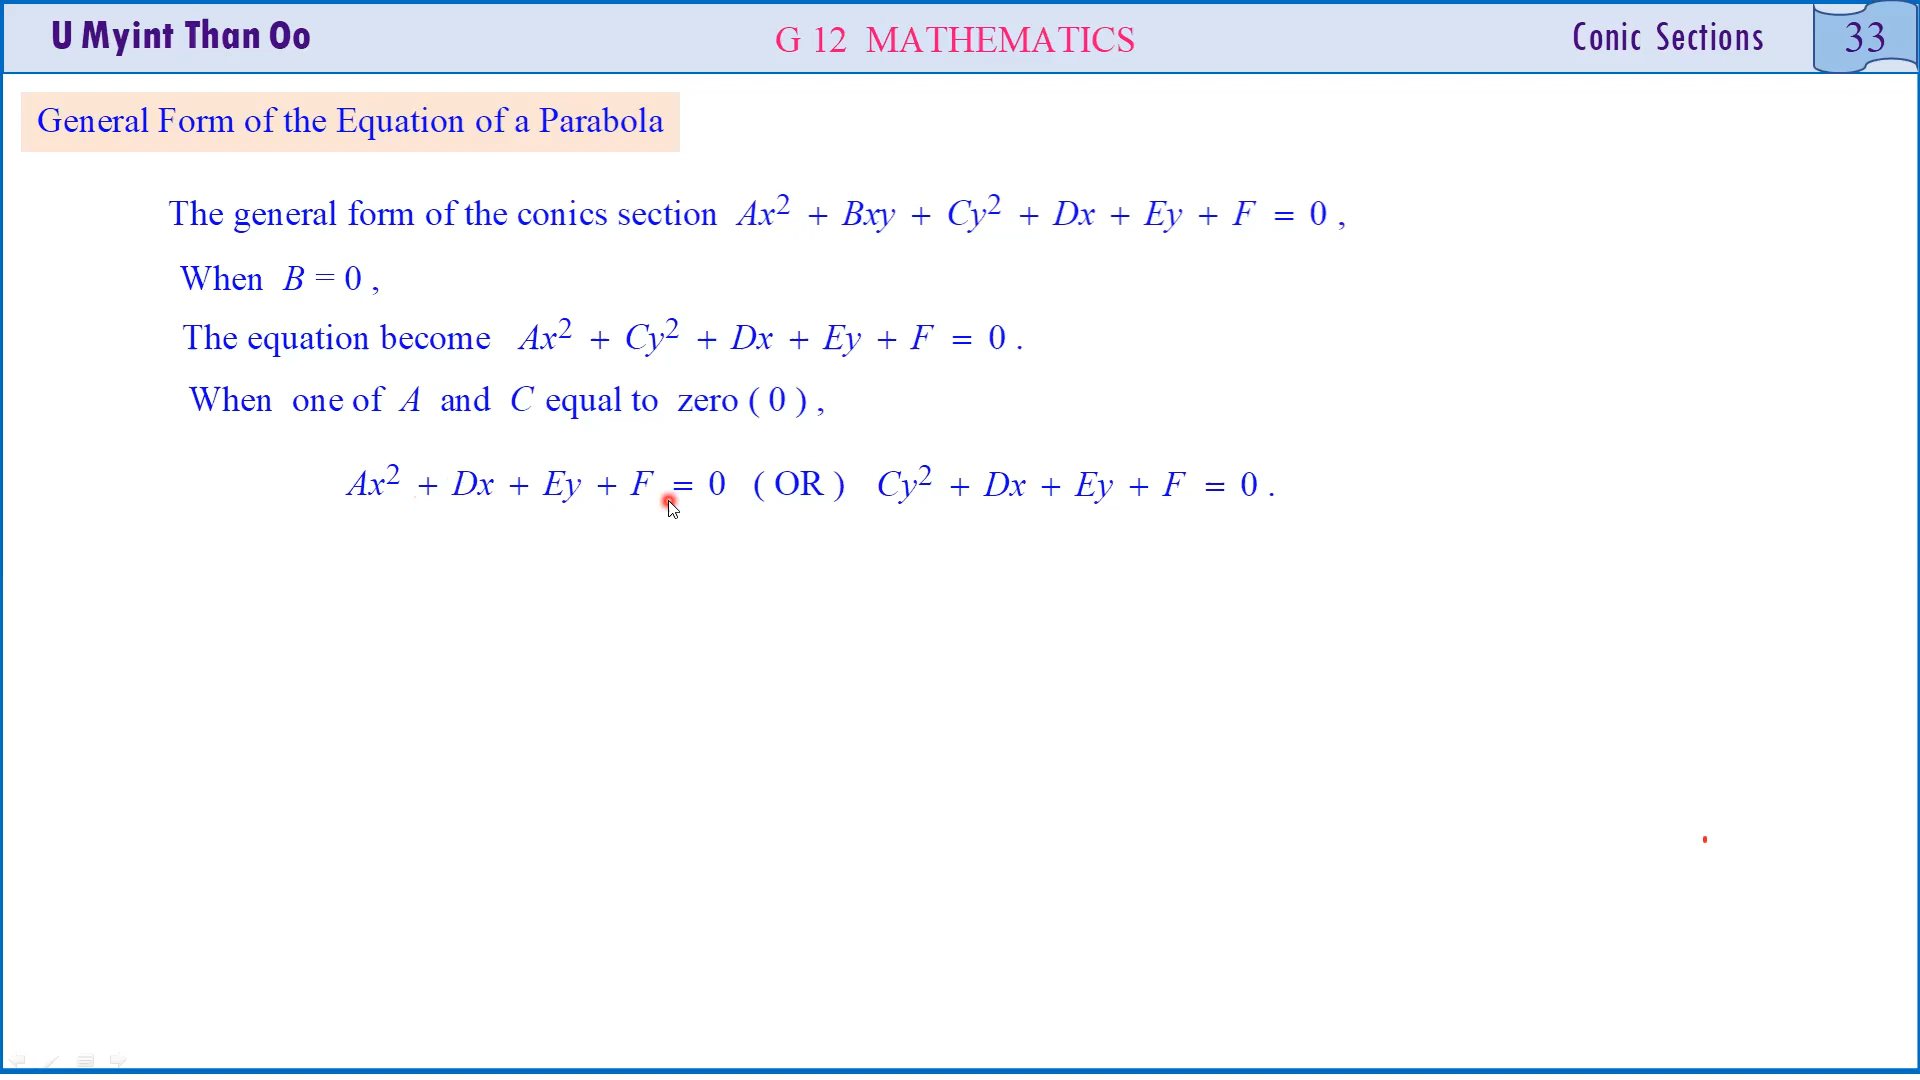 U Myint Than Oo
G 12 MATHEMATICS
Conic Sections
33
General Form of the Equation of a Parabola
The general form of the conics section Ax² + Bxy + Cy² + Dx + Ey + F = 0 ,
When B = 0 ,
The equation become Ax² + Cy² + Dx + Ey + F = 0 .
When one of A and C equal to zero ( 0 ) ,
Ax² + Dx + Ey + F = 0 ( OR ) Cy² + Dx + Ey + F = 0 .